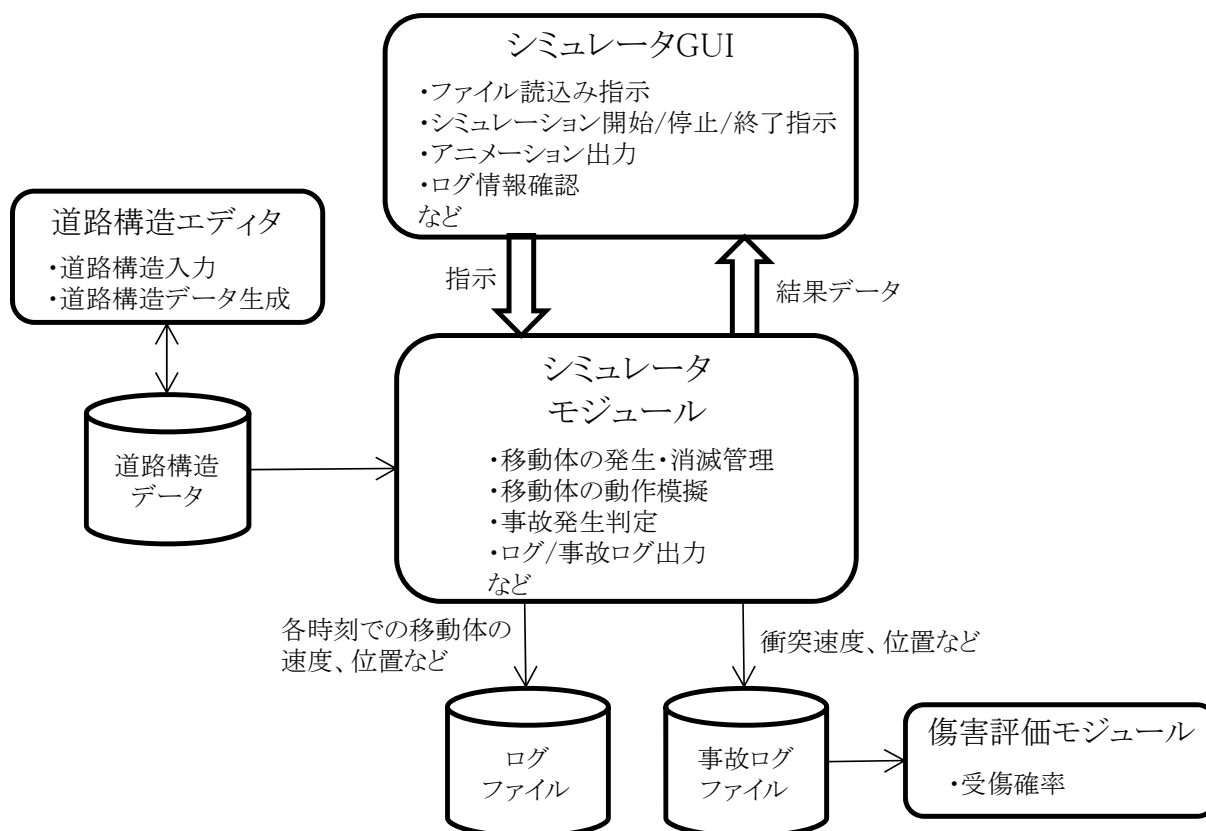 シミュレータGUI
・ファイル読込み指示
・シミュレーション開始/停止/終了指示
・アニメーション出力
・ログ情報確認
など
道路構造エディタ
・道路構造入力
・道路構造データ生成
指示
結果データ
道路構造
データ
シミュレータ
モジュール
・移動体の発生・消滅管理
・移動体の動作模擬
・事故発生判定
・ログ/事故ログ出力
など
各時刻での移動体の
速度、位置など
衝突速度、位置など
ログ
ファイル
事故ログ
ファイル
傷害評価モジュール
・受傷確率